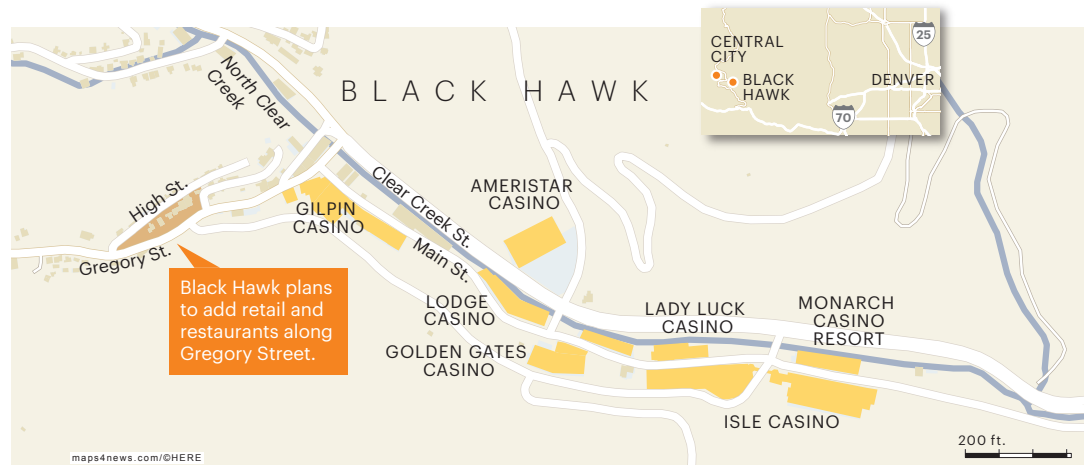 CENTRAL
CITY
BLACK
HAWK
DENVER
25
70
BLACK HAWK
North Clear
Creek
High St.
Gregory St.
Clear Creek St.
Main St.
GILPIN
CASINO
AMERISTAR
CASINO
LODGE
CASINO
GOLDEN GATES
CASINO
LADY LUCK
CASINO
MONARCH
CASINO
RESORT
ISLE CASINO
Black Hawk plans
to add retail and
restaurants along
Gregory Street.
200 ft.
maps4news.com/©HERE